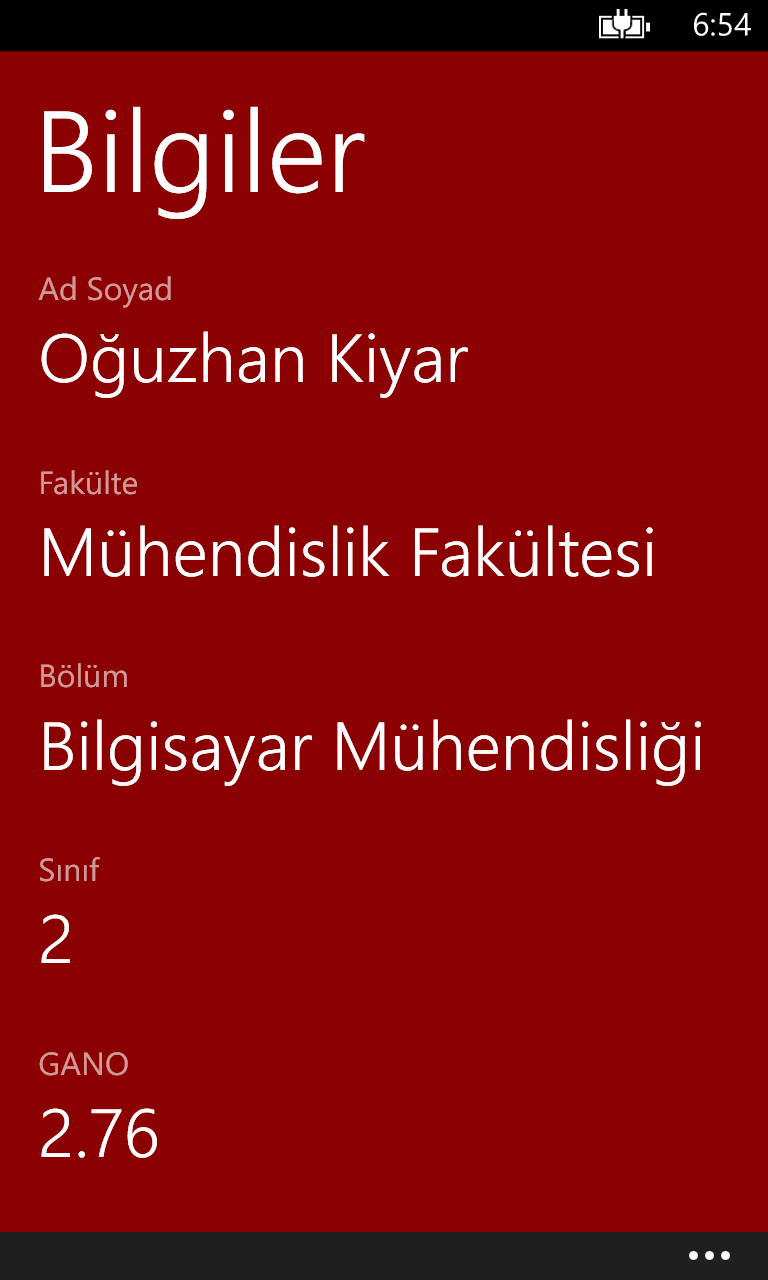 6:54
Bilgiler
Ad Soyad
Oğuzhan Kiyar
Fakülte
Mühendislik Fakültesi
Bölüm
Bilgisayar Mühendisliği
Sınıf
2
GANO
2.76